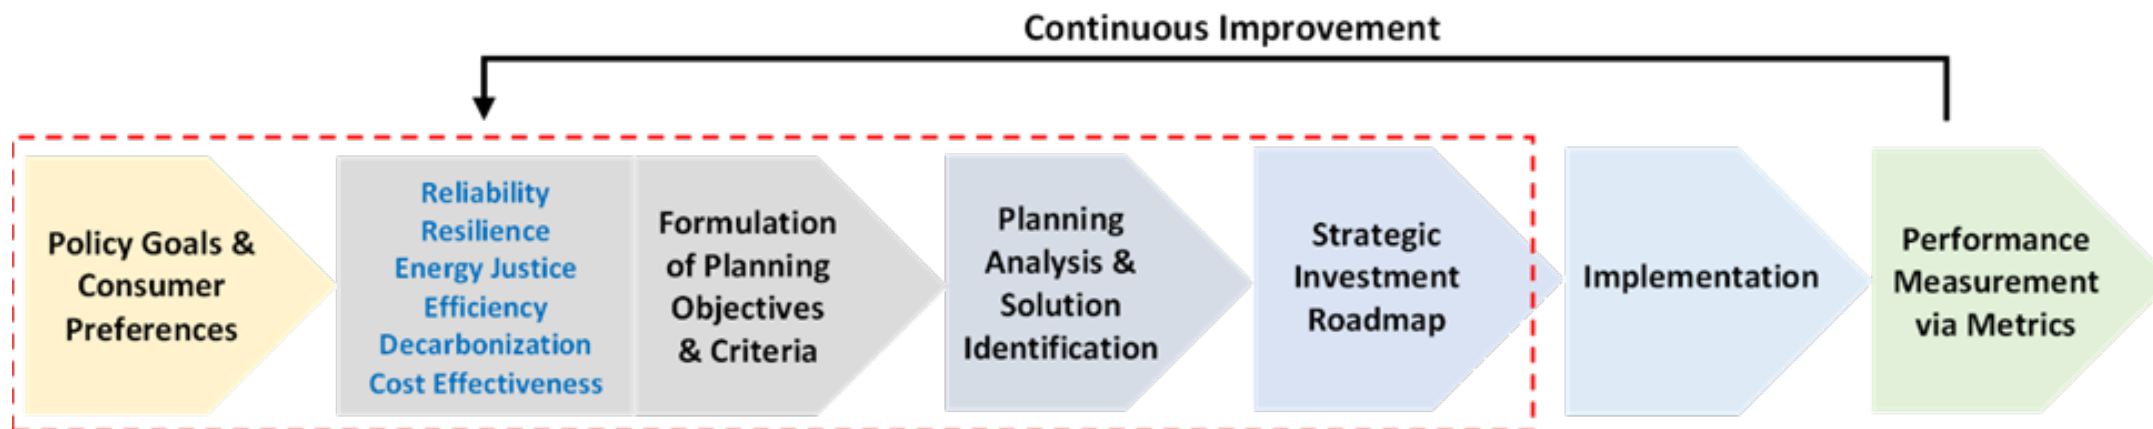 Continuous Improvement
Policy Goals &
Consumer
Preferences
Reliability
Resilience
Energy Justice
Efficiency
Decarbonization
Cost Effectiveness
Formulation
of Planning
Objectives
& Criteria
Planning
Analysis &
Solution
Identification
Strategic
Investment
Roadmap
Implementation
Performance
Measurement
via Metrics